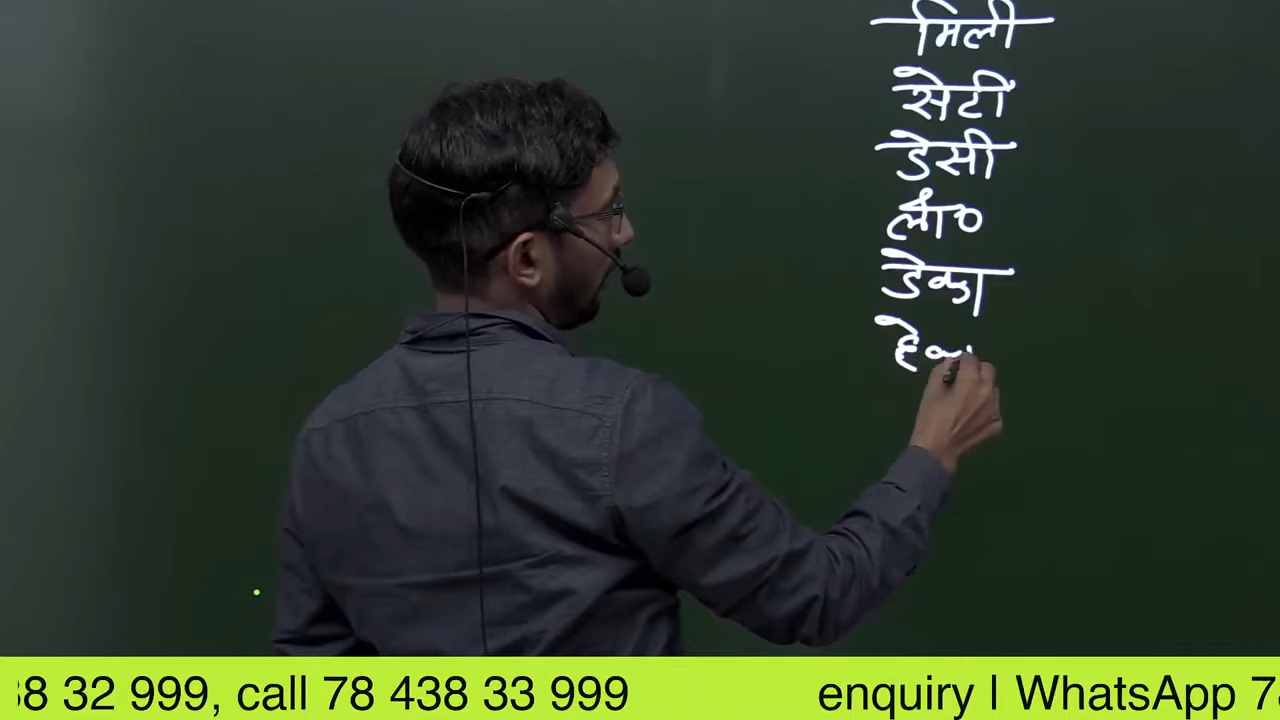 मिली
सेटी
डेसी
ली०
डेका
8 32 999, call 78 438 33 999
enquiry | WhatsApp 7